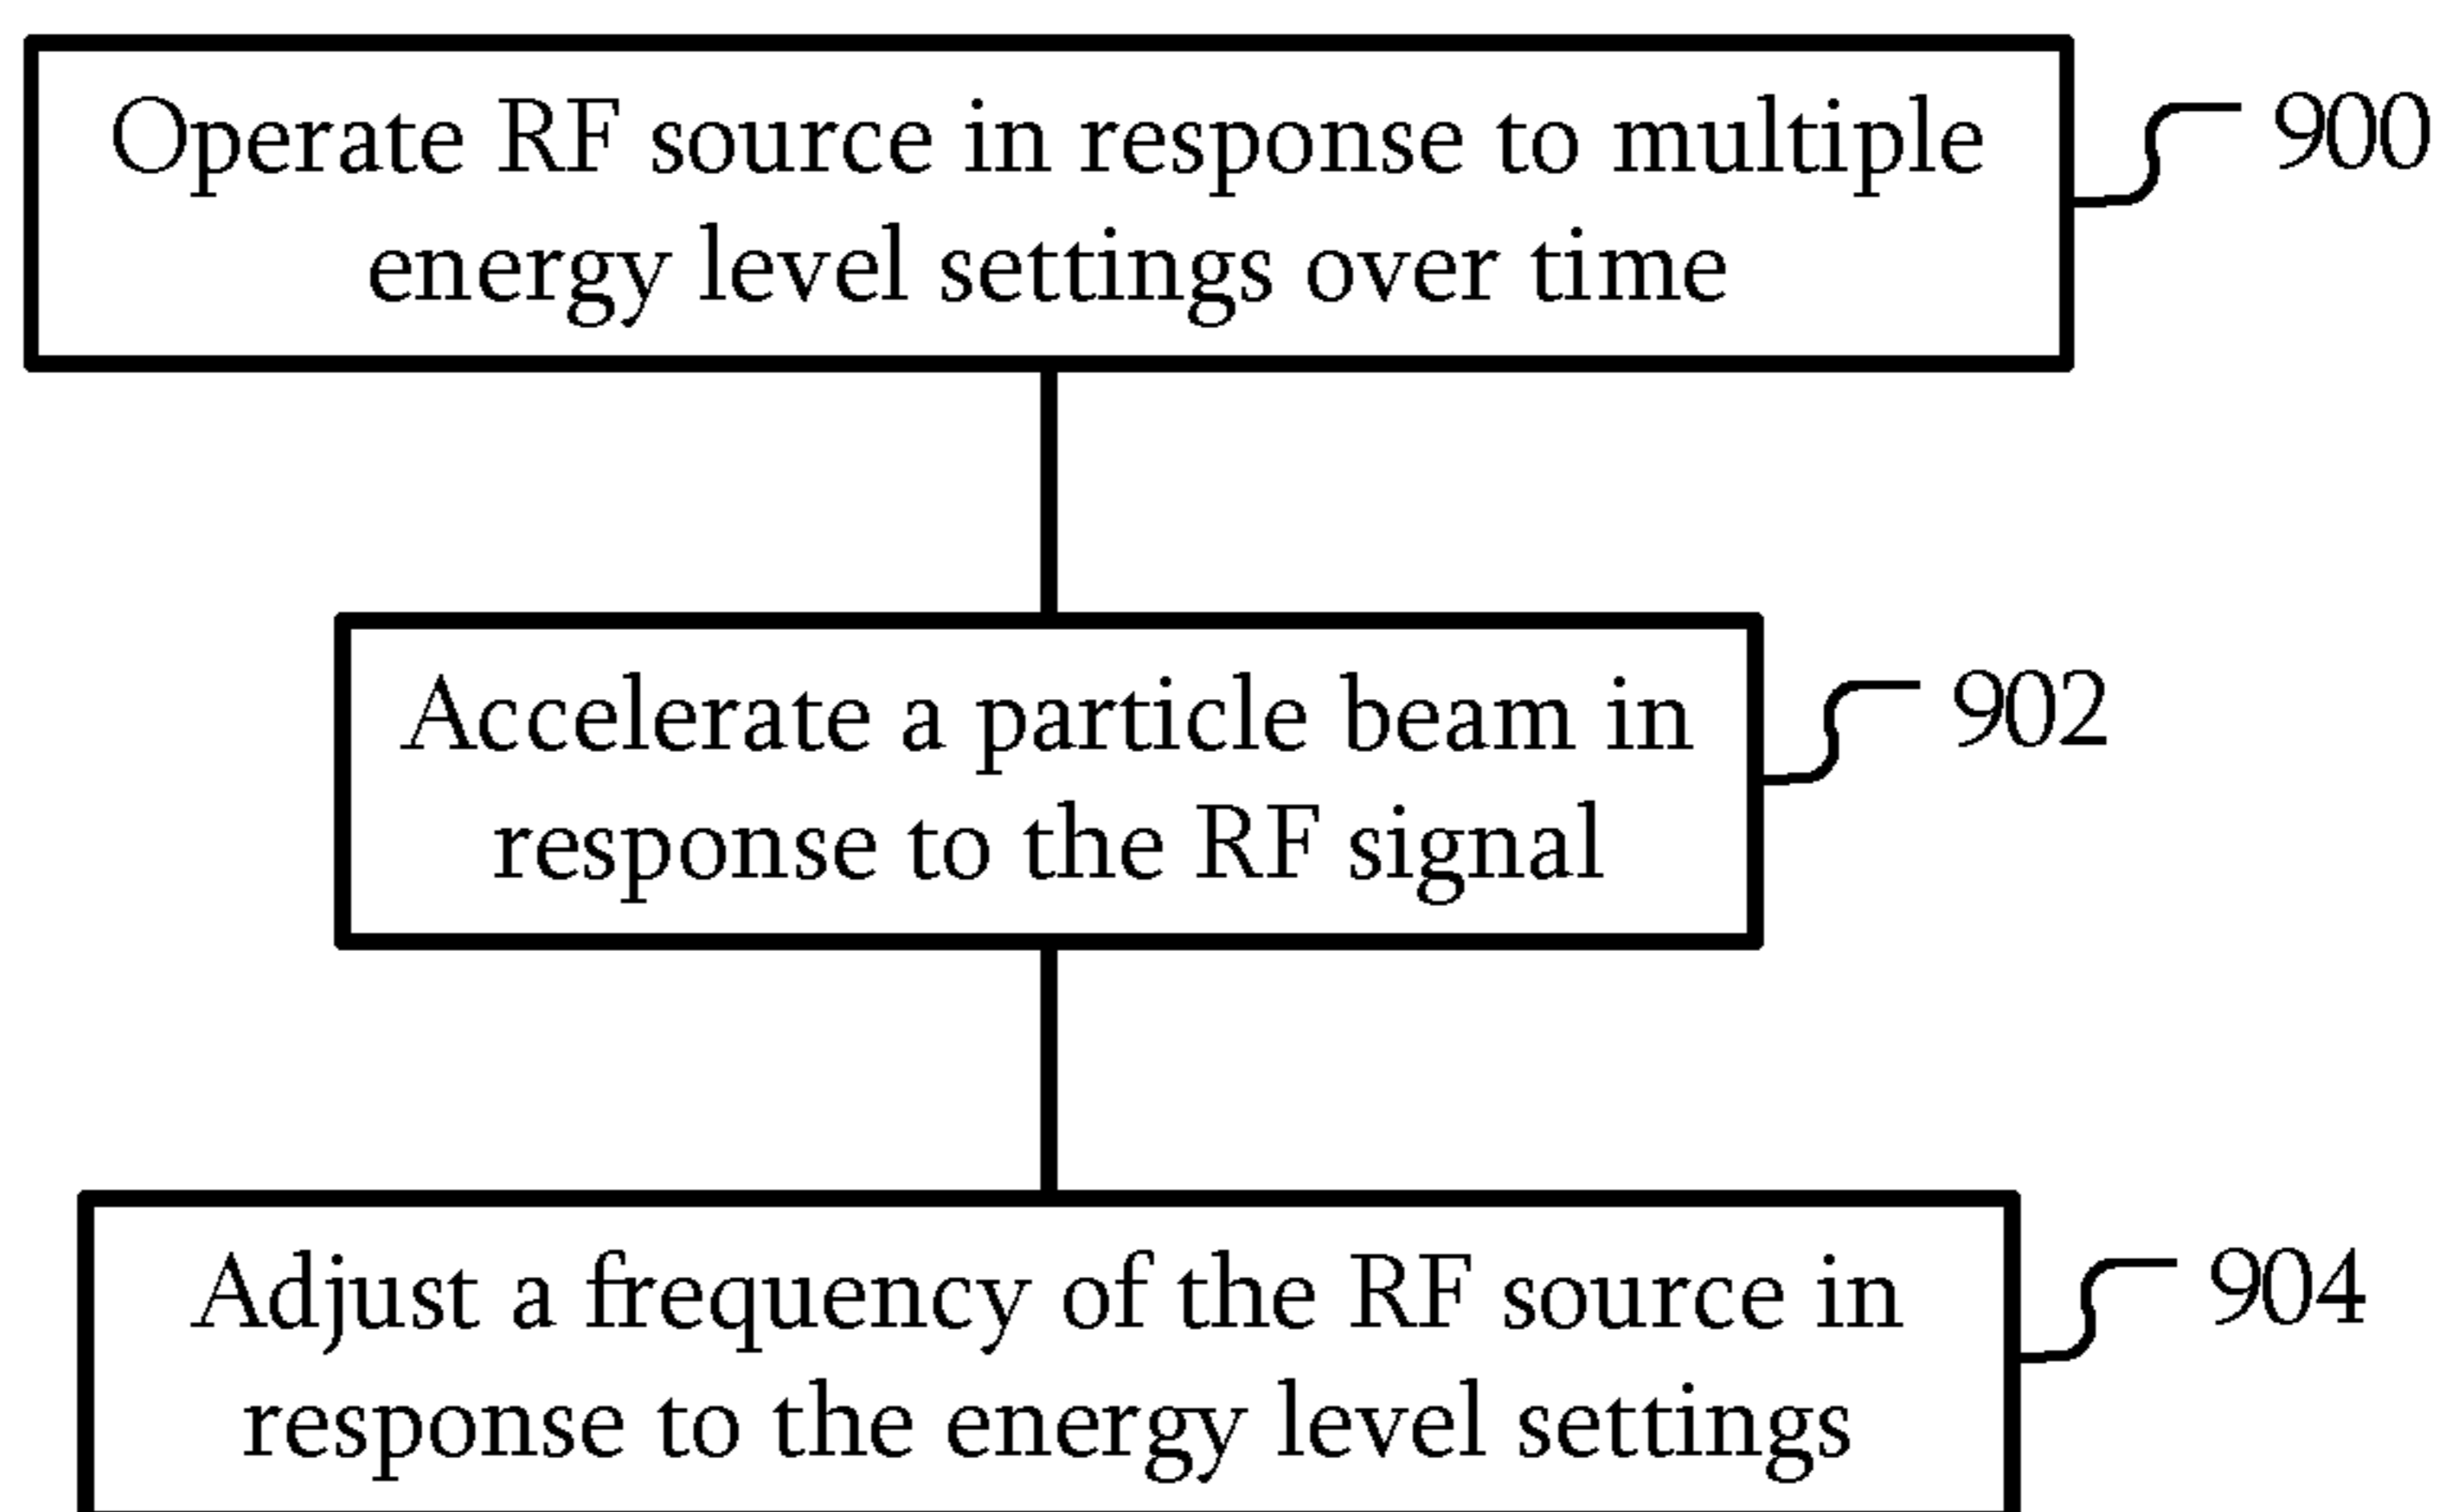 Operate RF source in response to multiple
energy level settings over time
900
Accelerate a particle beam in
response to the RF signal
902
Adjust a frequency of the RF source in
response to the energy level settings
904